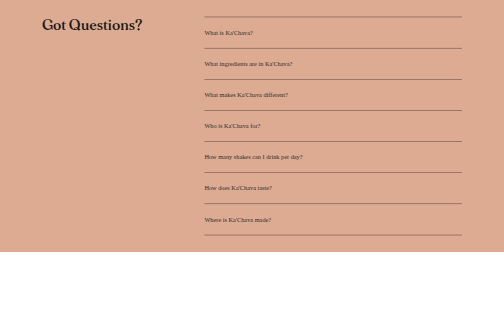 Got Questions?
What is Ka'Chava?
What ingredients are in Ka'Chava?
What makes Ka'Chava different?
Who is Ka'Chava for?
How many shakes can I drink per day?
How does Ka'Chava taste?
Where is Ka'Chava made?